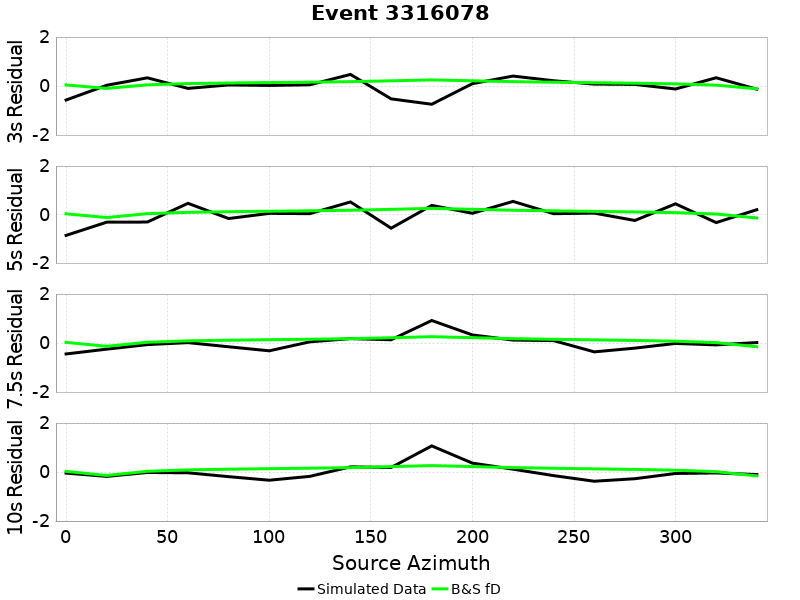 Event 3316078
3s Residual
2
0
-2
5s Residual
2
0
-2
7.5s Residual
2
0
-2
10s Residual
2
0
-2
0 50 100 150 200 250 300
Source Azimuth
Simulated Data B&S fD